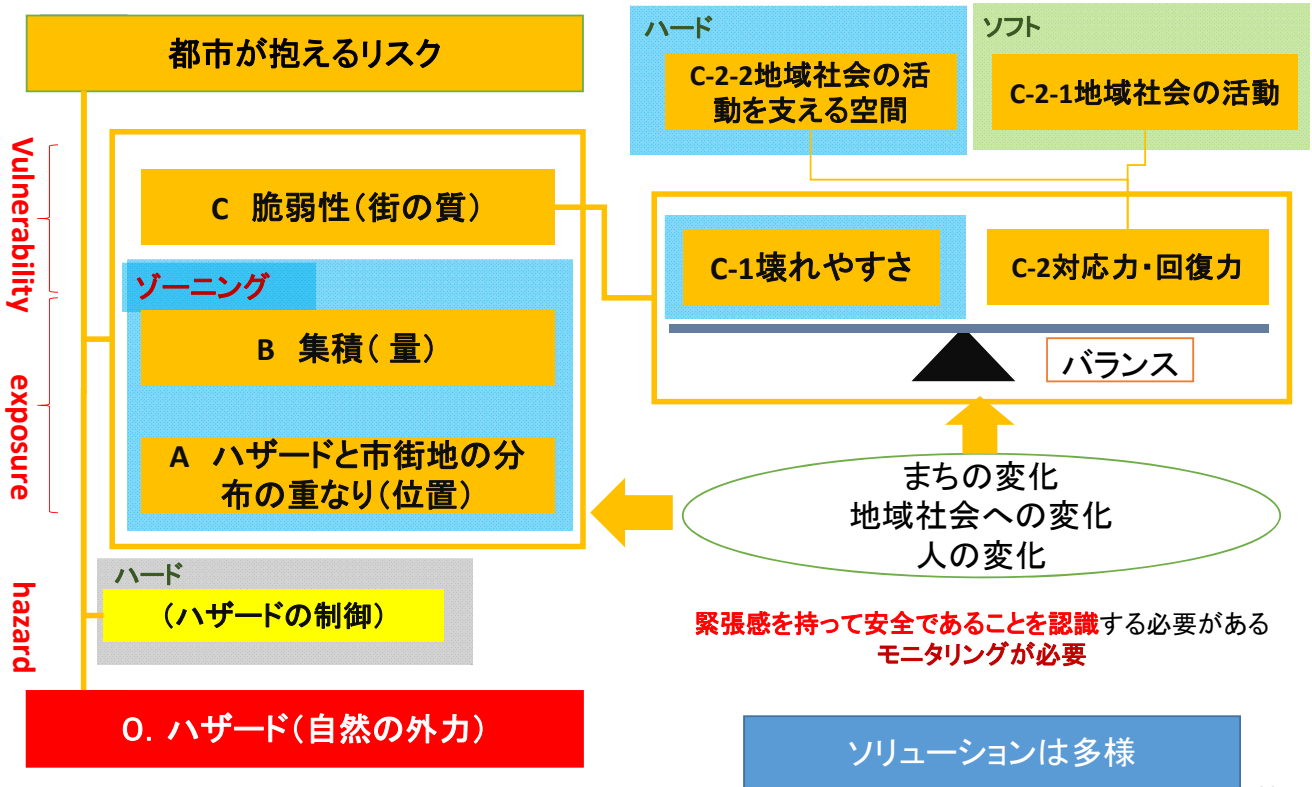 都市が抱えるリスク
Vulnerability
exposure
hazard
C 脆弱性(街の質)
ゾーニング
B 集積( 量)
A ハザードと市街地の分
布の重なり(位置)
ハード
(ハザードの制御)
O. ハザード(自然の外力)
ハード
C-2-2地域社会の活
動を支える空間
ソフト
C-2-1地域社会の活動
C-1壊れやすさ
C-2対応力・回復力
バランス
まちの変化
地域社会への変化
人の変化
緊張感を持って安全であることを認識する必要がある
モニタリングが必要
ソリューションは多様